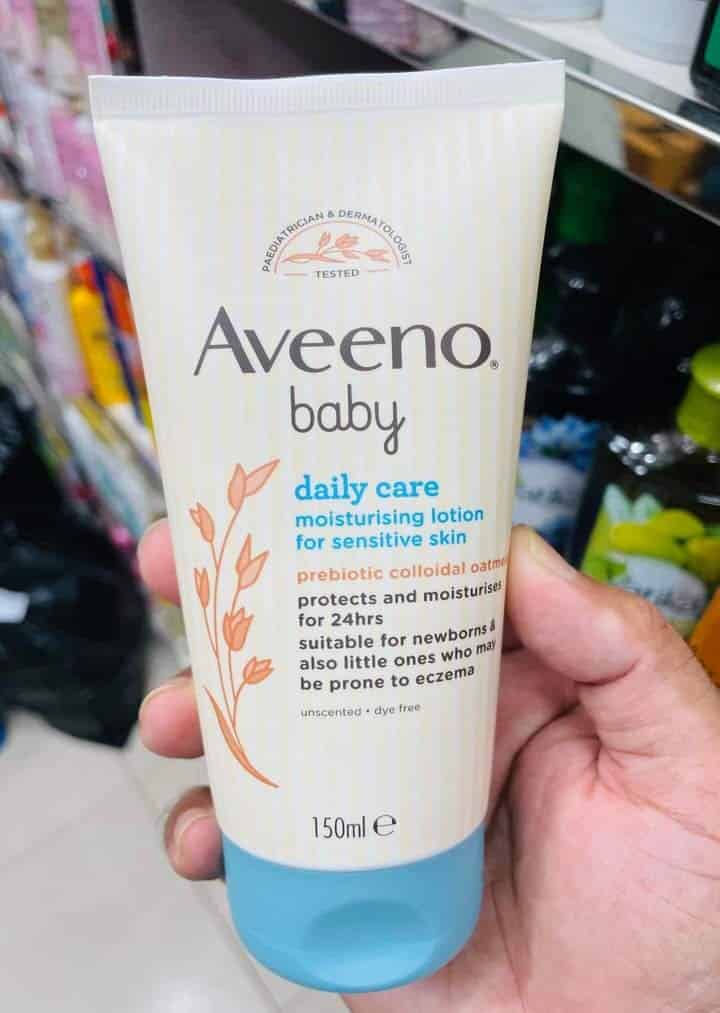 PAEDIATRICIAN & DERMATOLOGIST
TESTED
Aveeno®
baby
daily care
moisturising lotion
for sensitive skin
prebiotic colloidal
protects and moisturises
for 24hrs
suitable for newborns &
also little ones who may
be prone to eczema
unscented • dye free
150ml ℮